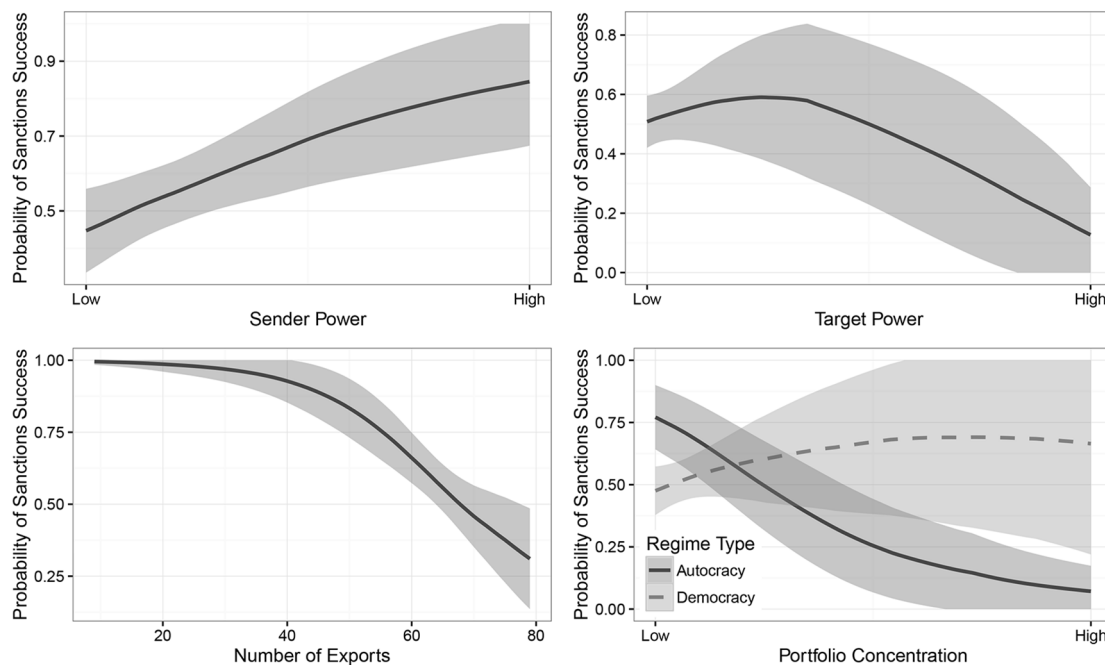 Probability of Sanctions Success
0.9
0.7
0.5
Low
High
Sender Power
Probability of Sanctions Success
0.8
0.6
0.4
0.2
0.0
Low
High
Target Power
Probability of Sanctions Success
1.00
0.75
0.50
0.25
20
40
60
80
Number of Exports
Probability of Sanctions Success
1.00
0.75
0.50
0.25
0.00
Regime Type
Autocracy
Democracy
Low
High
Portfolio Concentration